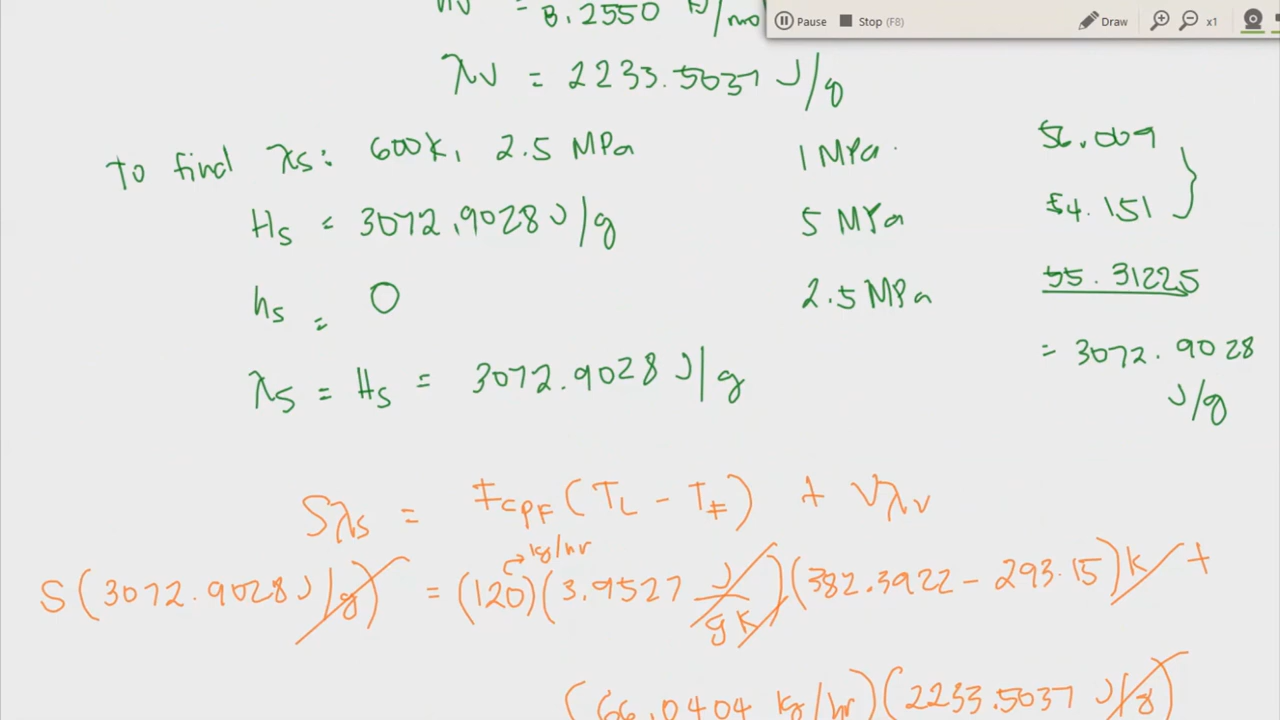 Pause Stop (F8) Draw x1
8.2550
λv = 2233.5037 J/g
To find λs: 600K, 2.5 MPa
1 MPa 56.009
Hs = 3072.9028 J/g
5 MPa 54.151
hs = 0
2.5 MPa 55.31225
λs = Hs = 3072.9028 J/g
= 3072.9028
J/g
Sλs = FcPF (TL - TF) + Vλv
kg/hr
S(3072.9028 J/g) = (120)(3.9527 J/gK)(382.3922 - 293.15)K +
(66.0404 kg/hr)(2233.5037 J/g)